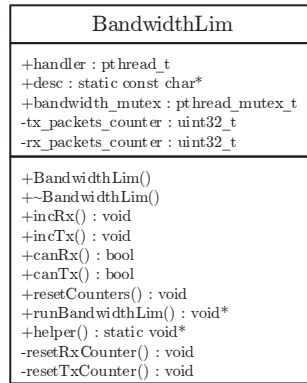 BandwidthLim
+handler : pthread_t
+desc : static const char*
+bandwidth_mutex : pthread_mutex_t
-tx_packets_counter : uint32_t
-rx_packets_counter : uint32_t
+BandwidthLim()
+~BandwidthLim()
+incRx() : void
+incTx() : void
+canRx() : bool
+canTx() : bool
+resetCounters() : void
+runBandwidthLim() : void*
+helper() : static void*
-resetRxCounter() : void
-resetTxCounter() : void